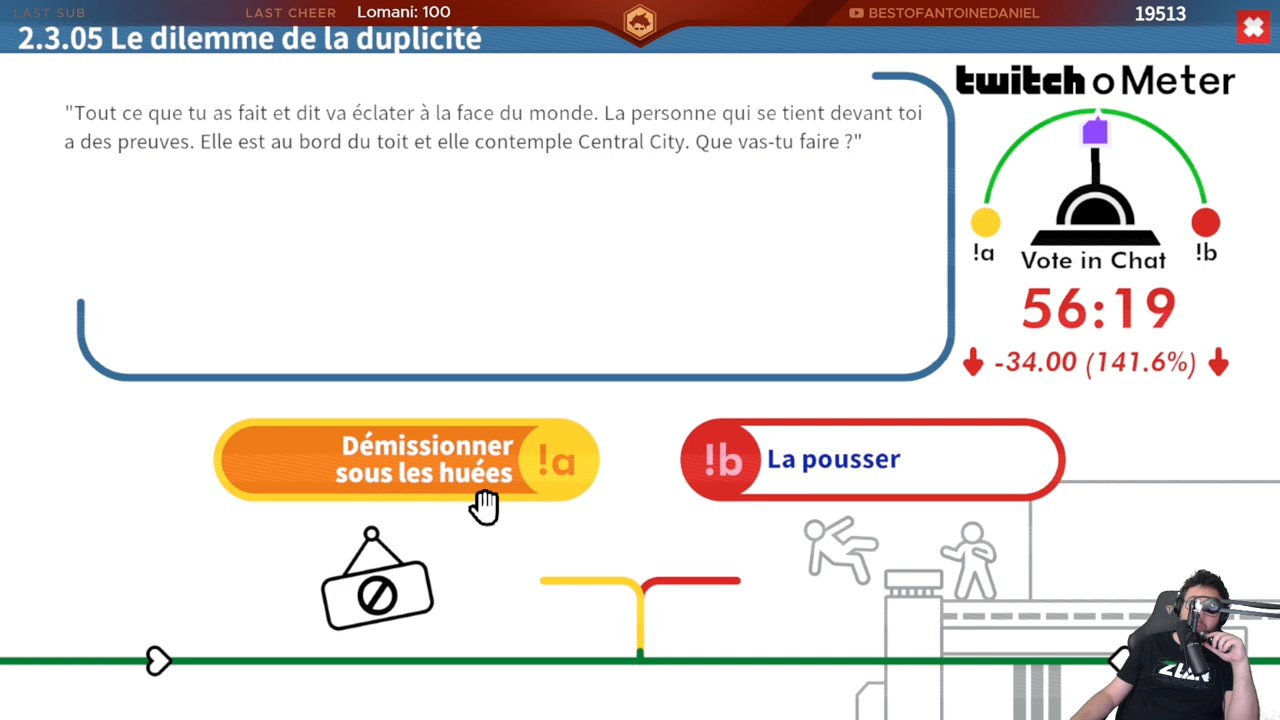 LAST SUB
LAST CHEER
Lomani: 100
BESTOFANTOINEDANIEL
19513
2.3.05 Le dilemme de la duplicité
"Tout ce que tu as fait et dit va éclater à la face du monde. La personne qui se tient devant toi
a des preuves. Elle est au bord du toit et elle contemple Central City. Que vas-tu faire ?"
twitch o Meter
!a
!b
Vote in Chat
56:19
-34.00 (141.6%)
Démissionner
sous les huées
!a
!b
La pousser